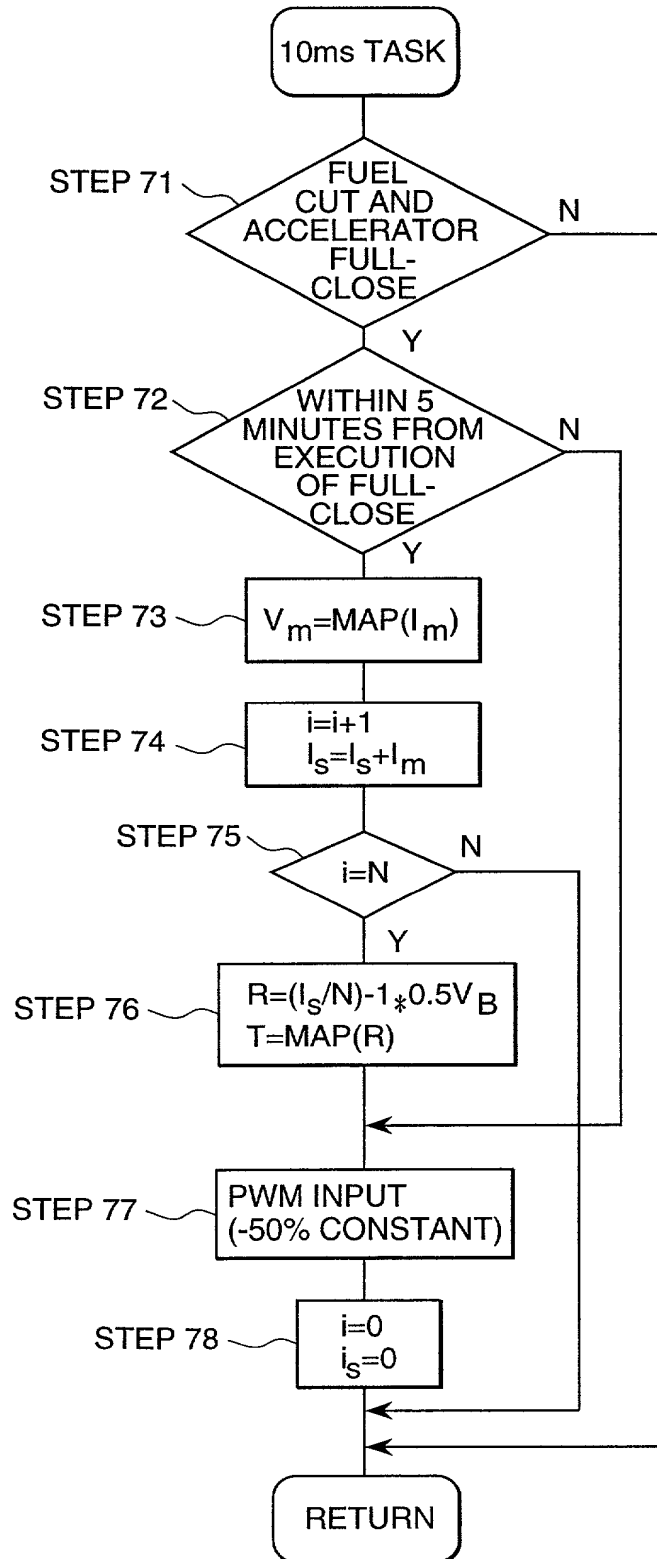 10ms TASK
STEP 71
FUEL
CUT AND
ACCELERATOR
FULL-
CLOSE
N
Y
STEP 72
WITHIN 5
MINUTES FROM
EXECUTION
OF FULL-
CLOSE
N
Y
STEP 73
Vm=MAP(Im)
STEP 74
i=i+1
Is=Is+Im
STEP 75
i=N
N
Y
STEP 76
R=(Is/N)-1*0.5VB
T=MAP(R)
STEP 77
PWM INPUT
(-50% CONSTANT)
STEP 78
i=0
is=0
RETURN